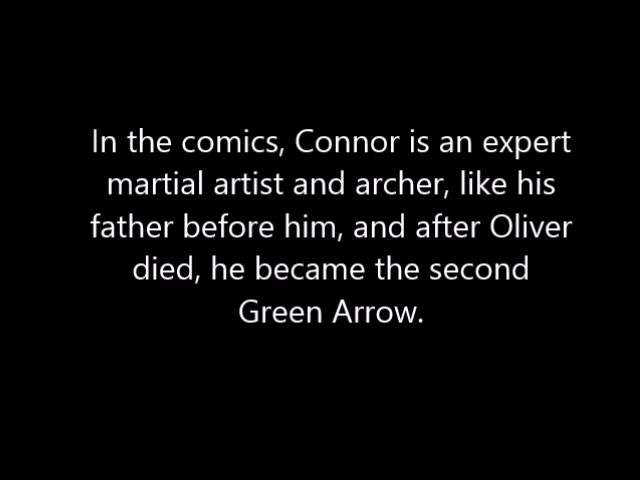 In the comics, Connor is an expert
martial artist and archer, like his
father before him, and after Oliver
died, he became the second
Green Arrow.